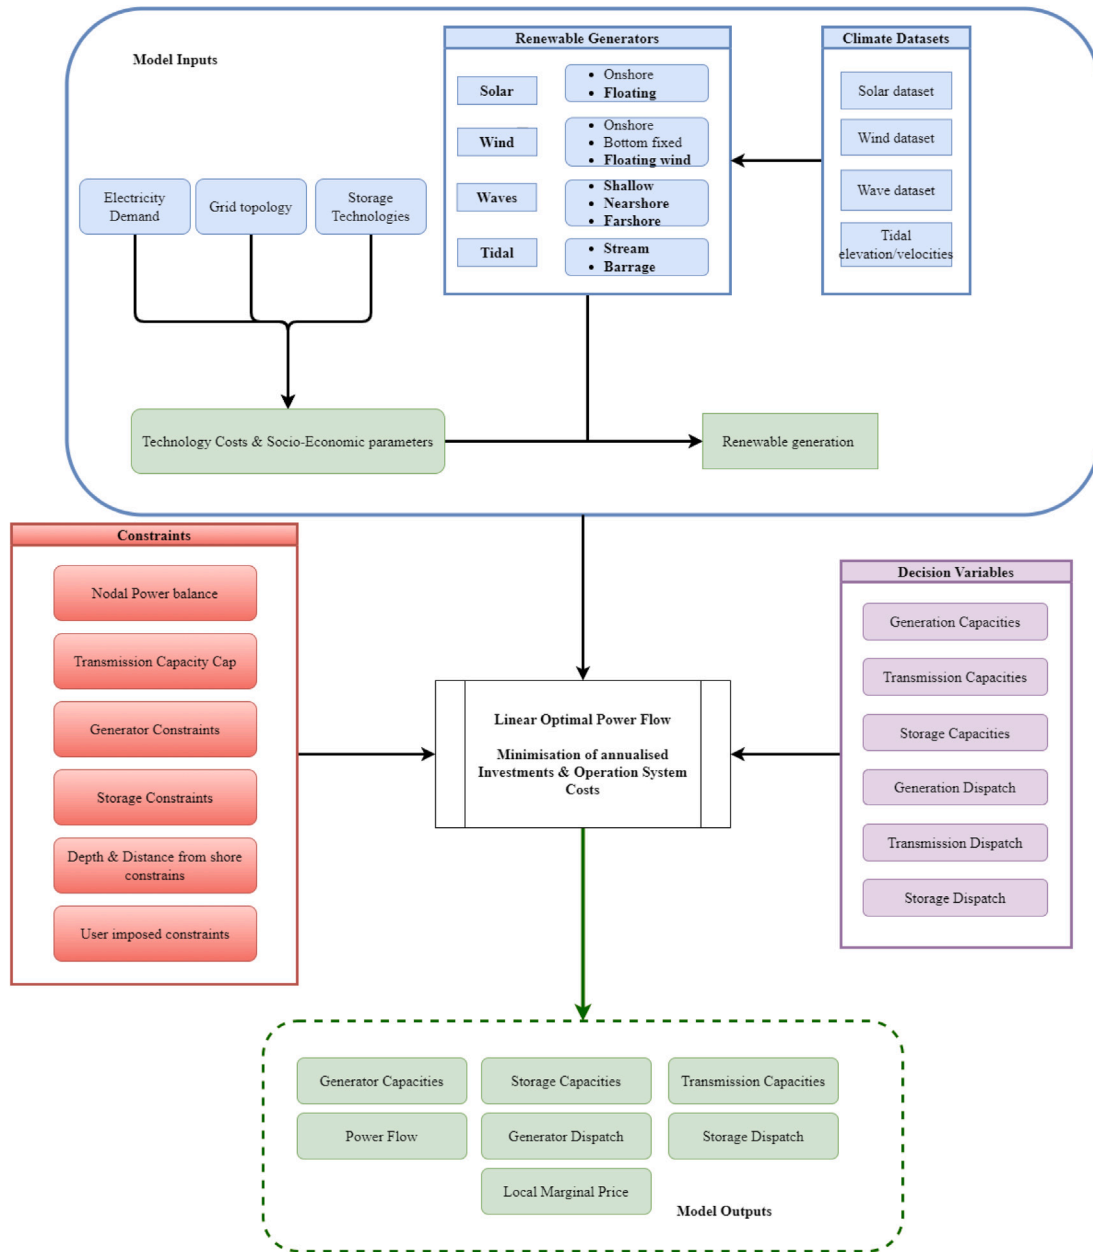 Model Inputs
Renewable Generators
Solar
• Onshore
• Floating
Wind
• Onshore
• Bottom fixed
• Floating wind
Waves
• Shallow
• Nearshore
• Farshore
Tidal
• Stream
• Barrage
Climate Datasets
Solar dataset
Wind dataset
Wave dataset
Tidal
elevation/velocities
Electricity
Demand
Grid topology
Storage
Technologies
Technology Costs & Socio-Economic parameters
Renewable generation
Constraints
Nodal Power balance
Transmission Capacity Cap
Generator Constraints
Storage Constraints
Depth & Distance from shore
constrains
User imposed constraints
Linear Optimal Power Flow
Minimisation of annualised
Investments & Operation System
Costs
Decision Variables
Generation Capacities
Transmission Capacities
Storage Capacities
Generation Dispatch
Transmission Dispatch
Storage Dispatch
Generator Capacities
Storage Capacities
Transmission Capacities
Power Flow
Generator Dispatch
Storage Dispatch
Local Marginal Price
Model Outputs